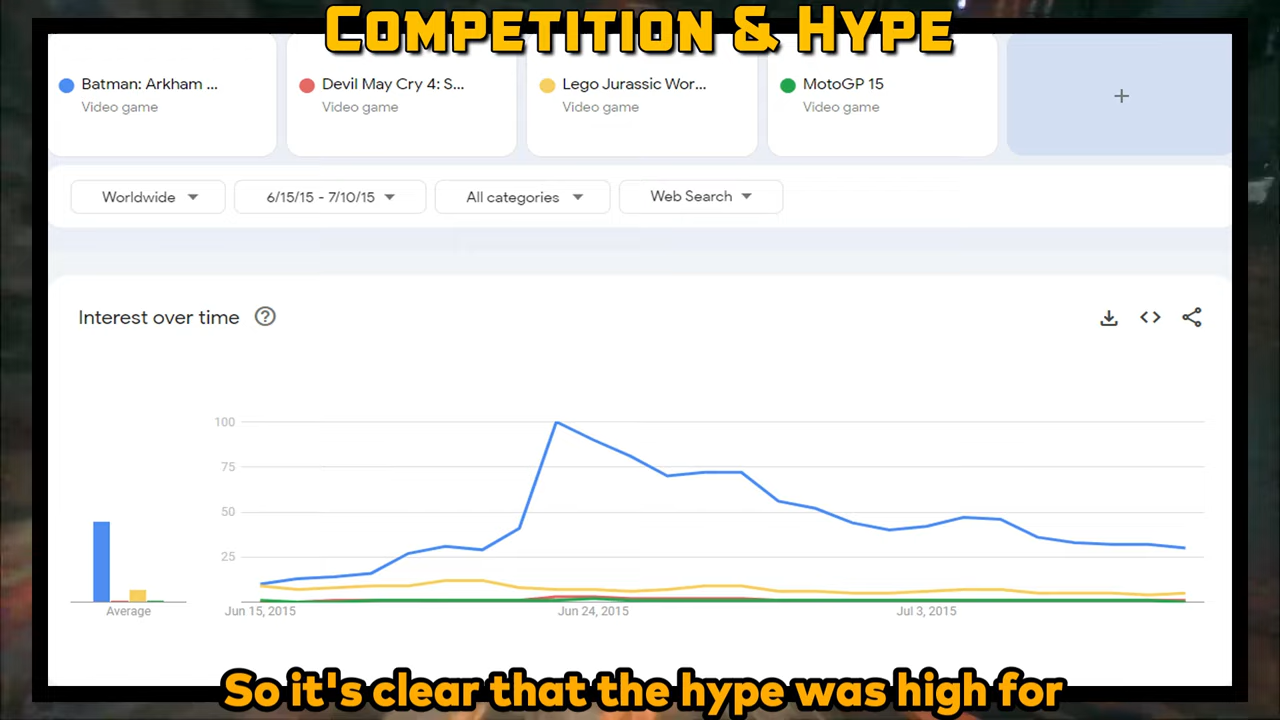 COMPETITION & HYPE
Batman: Arkham ...
Video game
Devil May Cry 4: S...
Video game
Lego Jurassic Wor...
Video game
MotoGP 15
Video game
+
Worldwide
6/15/15 - 7/10/15
All categories
Web Search
Interest over time ?
100
75
50
25
Average
Jun 15, 2015
Jun 24, 2015
Jul 3, 2015
So it's clear that the hype was high for